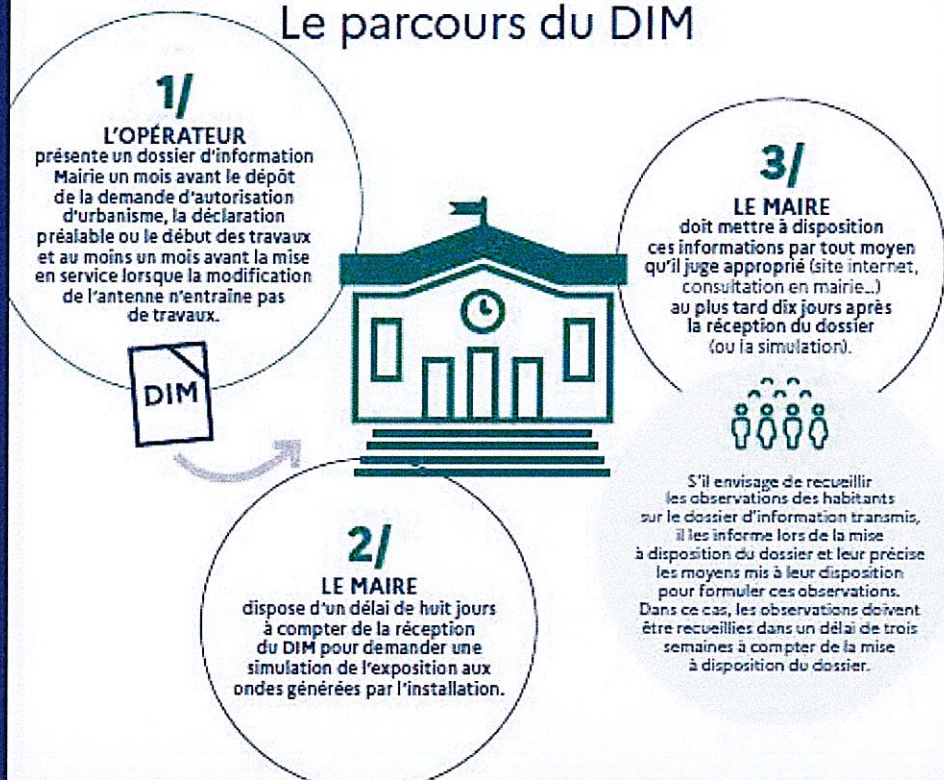 Le parcours du DIM
1/
L'OPÉRATEUR
présente un dossier d'information
Mairie un mois avant le dépôt
de la demande d'autorisation
d'urbanisme, la déclaration
préalable ou le début des travaux
et au moins un mois avant la mise
en service lorsque la modification
de l'antenne n'entraîne pas
de travaux.
DIM
2/
LE MAIRE
dispose d'un délai de huit jours
à compter de la réception
du DIM pour demander une
simulation de l'exposition aux
ondes générées par l'installation.
3/
LE MAIRE
doit mettre à disposition
ces informations par tout moyen
qu'il juge approprié (site internet,
consultation en mairie...)
au plus tard dix jours après
la réception du dossier
(ou la simulation).
S'il envisage de recueillir
les observations des habitants
sur le dossier d'information transmis,
il les informe lors de la mise
à disposition du dossier et leur précise
les moyens mis à leur disposition
pour formuler ces observations.
Dans ce cas, les observations doivent
être recueillies dans un délai de trois
semaines à compter de la mise
à disposition du dossier.